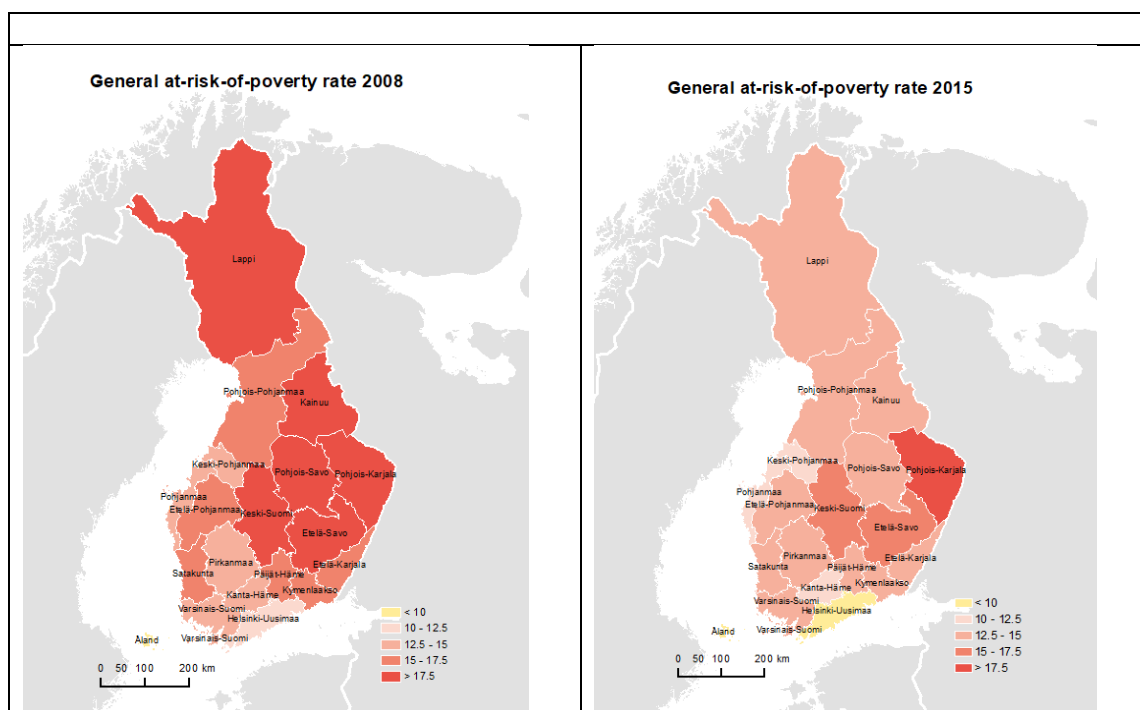 General at-risk-of-poverty rate 2008
Lappi
Pohjois-Pohjanmaa
Kainuu
Keski-Pohjanmaa
Pohjois-Savo
Pohjois-Karjala
Pohjanmaa
Etelä-Pohjanmaa
Keski-Suomi
Etelä-Savo
Pirkanmaa
Etelä-Karjala
Satakunta
Päijät-Häme
Kanta-Häme
Kymenlaakso
Varsinais-Suomi
Helsinki-Uusimaa
Åland
Varsinais-Suomi
< 10
10 - 12.5
12.5 - 15
15 - 17.5
> 17.5
0 50 100 200 km
General at-risk-of-poverty rate 2015
Lappi
Pohjois-Pohjanmaa
Kainuu
Keski-Pohjanmaa
Pohjois-Savo
Pohjois-Karjala
Pohjanmaa
Etelä-Pohjanmaa
Keski-Suomi
Etelä-Savo
Pirkanmaa
Etelä-Karjala
Satakunta
Päijät-Häme
Kanta-Häme
Kymenlaakso
Varsinais-Suomi
Helsinki-Uusimaa
Åland
Varsinais-Suomi
< 10
10 - 12.5
12.5 - 15
15 - 17.5
> 17.5
0 50 100 200 km